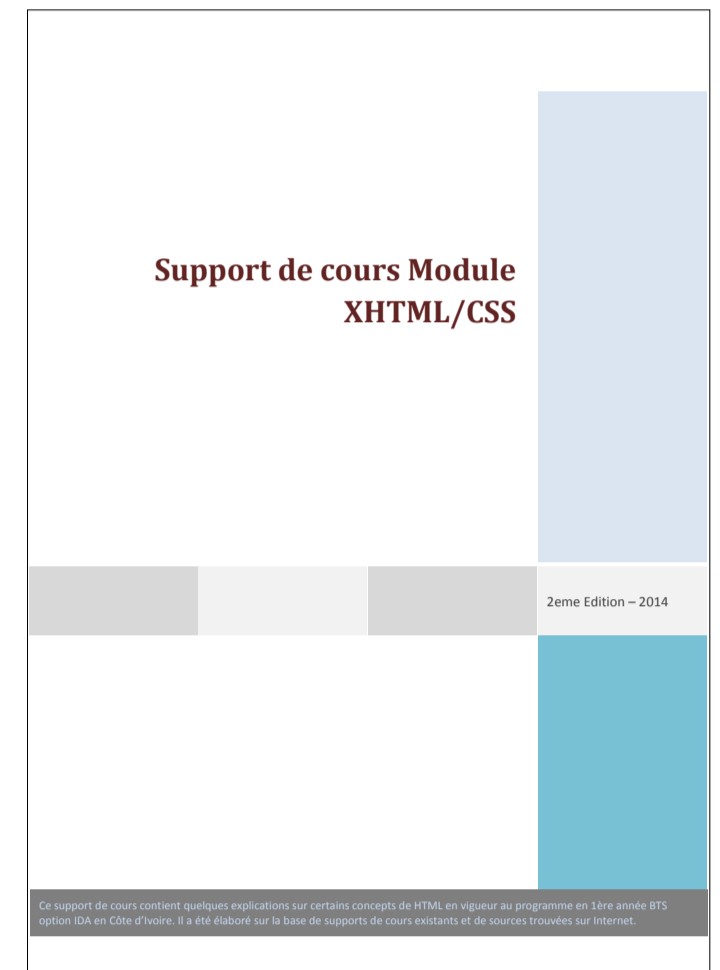 Support de cours Module
XHTML/CSS
2eme Edition – 2014
Ce support de cours contient quelques explications sur certains concepts de HTML en vigueur au programme en 1ère année BTS
option IDA en Côte d'Ivoire. Il a été élaboré sur la base de supports de cours existants et de sources trouvées sur Internet.